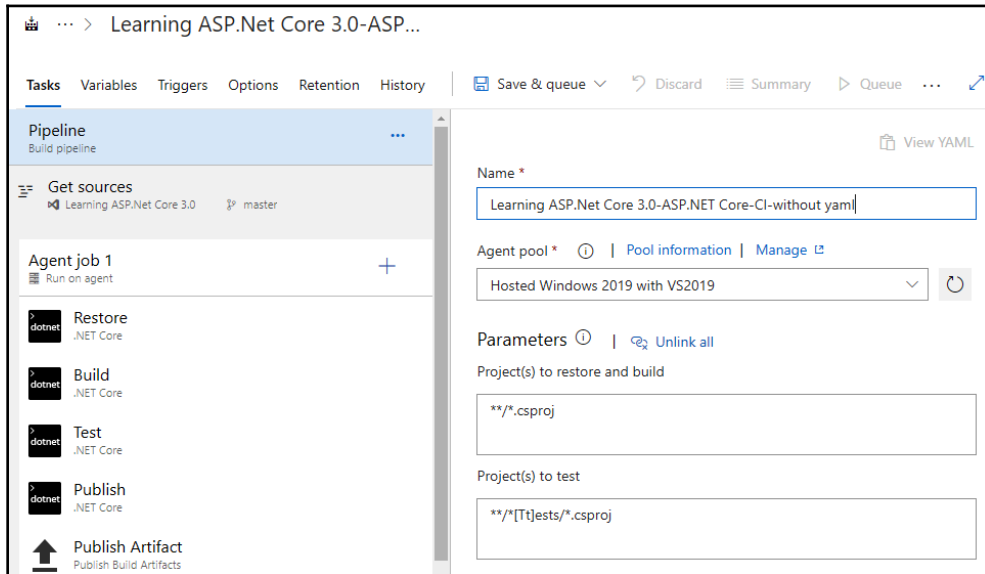 ... > Learning ASP.Net Core 3.0-ASP...
Tasks Variables Triggers Options Retention History Save & queue Discard Summary Queue ...
Pipeline ...
Build pipeline
Get sources
Learning ASP.Net Core 3.0 master
Agent job 1 +
Run on agent
>
dotnet
Restore
.NET Core
>
dotnet
Build
.NET Core
>
dotnet
Test
.NET Core
>
dotnet
Publish
.NET Core
Publish Artifact
Publish Build Artifacts
View YAML
Name *
Learning ASP.Net Core 3.0-ASP.NET Core-CI-without yaml
Agent pool * i | Pool information | Manage
Hosted Windows 2019 with VS2019
Parameters i | Unlink all
Project(s) to restore and build
**/*.csproj
Project(s) to test
**/*[Tt]ests/*.csproj